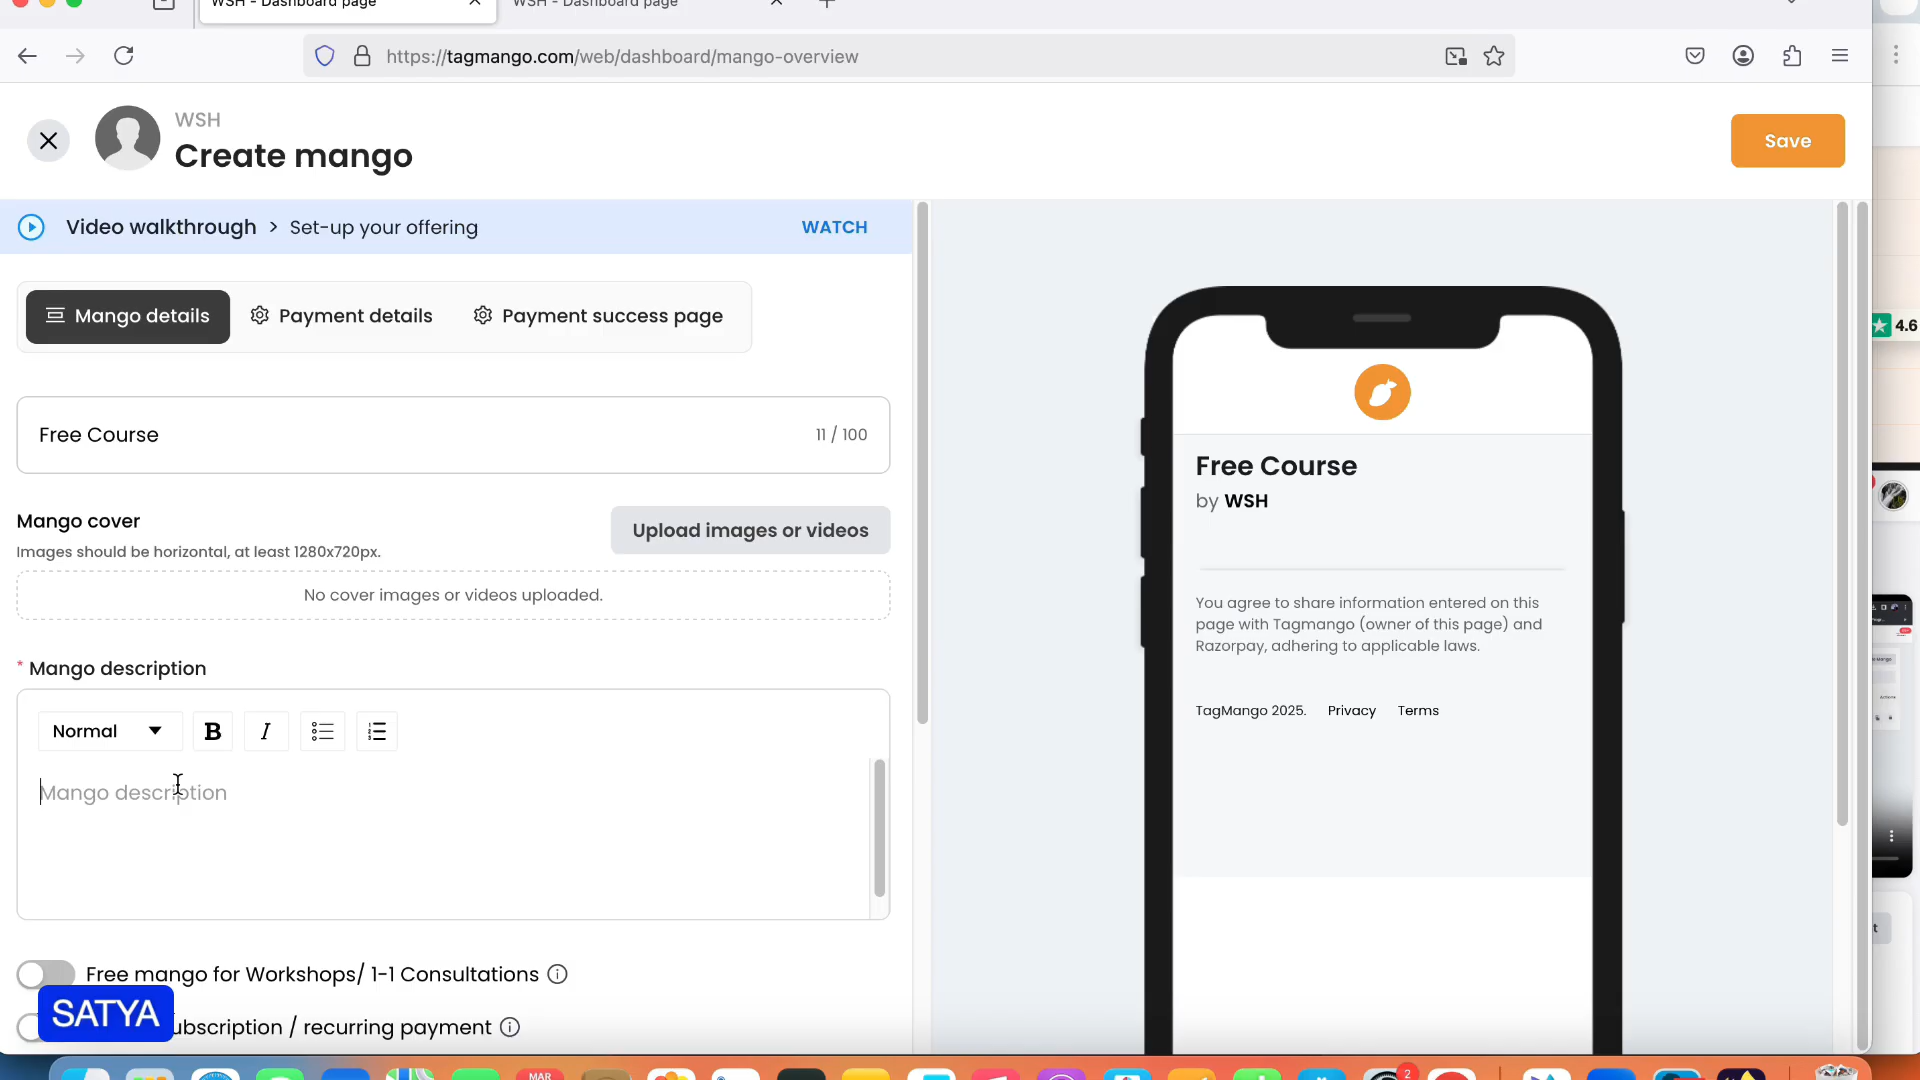 WSH - Dashboard page
WSH - Dashboard page
https://tagmango.com/web/dashboard/mango-overview
WSH
Create mango
Save
Video walkthrough > Set-up your offering
WATCH
Mango details
Payment details
Payment success page
Free Course
11 / 100
Mango cover
Images should be horizontal, at least 1280x720px.
Upload images or videos
No cover images or videos uploaded.
* Mango description
Normal
B
I
Mango description
Free mango for Workshops/ 1-1 Consultations
SATYA
ubscription / recurring payment
Free Course
by WSH
You agree to share information entered on this
page with Tagmango (owner of this page) and
Razorpay, adhering to applicable laws.
TagMango 2025. Privacy Terms
4.6
MAR
2